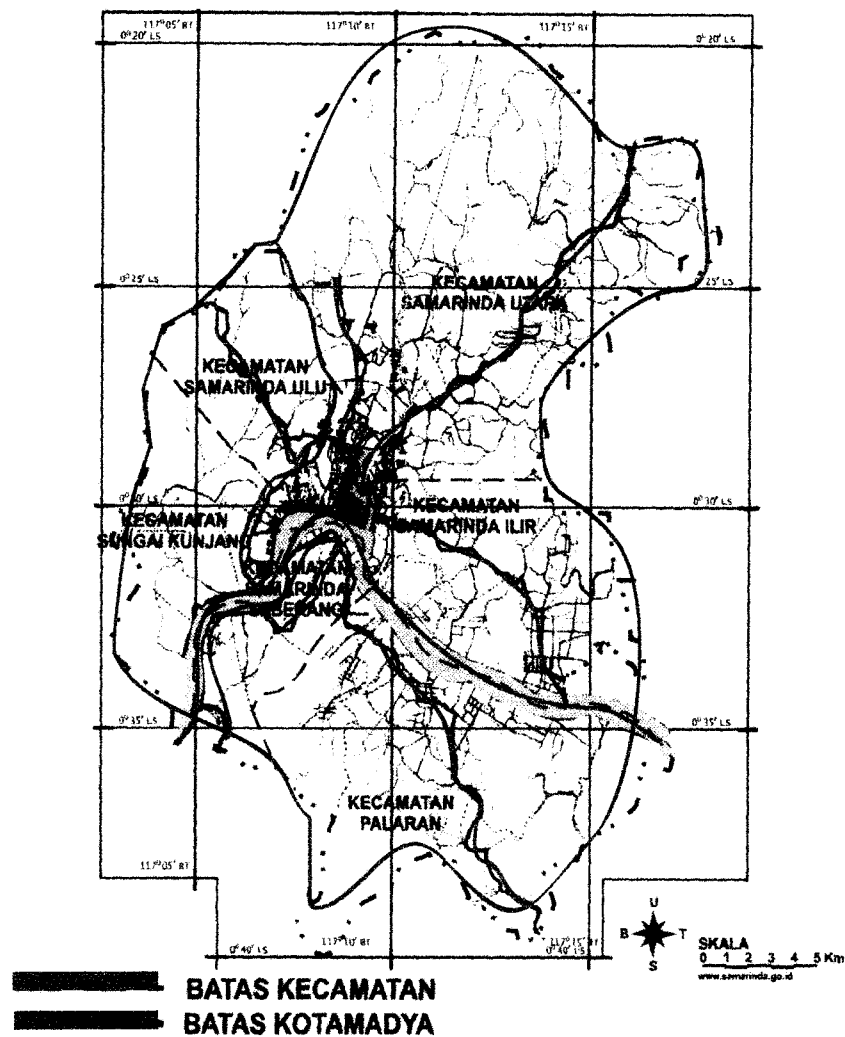 117°05' BT 117°10' BT 117°15' BT
0°20' LS 0°20' LS
0°25' LS 25' LS
KECAMATAN
SAMARINDA UTARA
KECAMATAN
SAMARINDA ULU
0°30' LS 0°30' LS
KECAMATAN
SAMARINDA ILIR
KECAMATAN
SUNGAI KUNJANG
KECAMATAN
SAMARINDA
SEBERANG
0°35' LS 0°35' LS
KECAMATAN
PALARAN
117°05' BT
117°10' BT 117°15' BT
0°40' LS 0°40' LS
U
B T
S
SKALA
0 1 2 3 4 5 Km
www.samarinda.go.id
BATAS KECAMATAN
BATAS KOTAMADYA